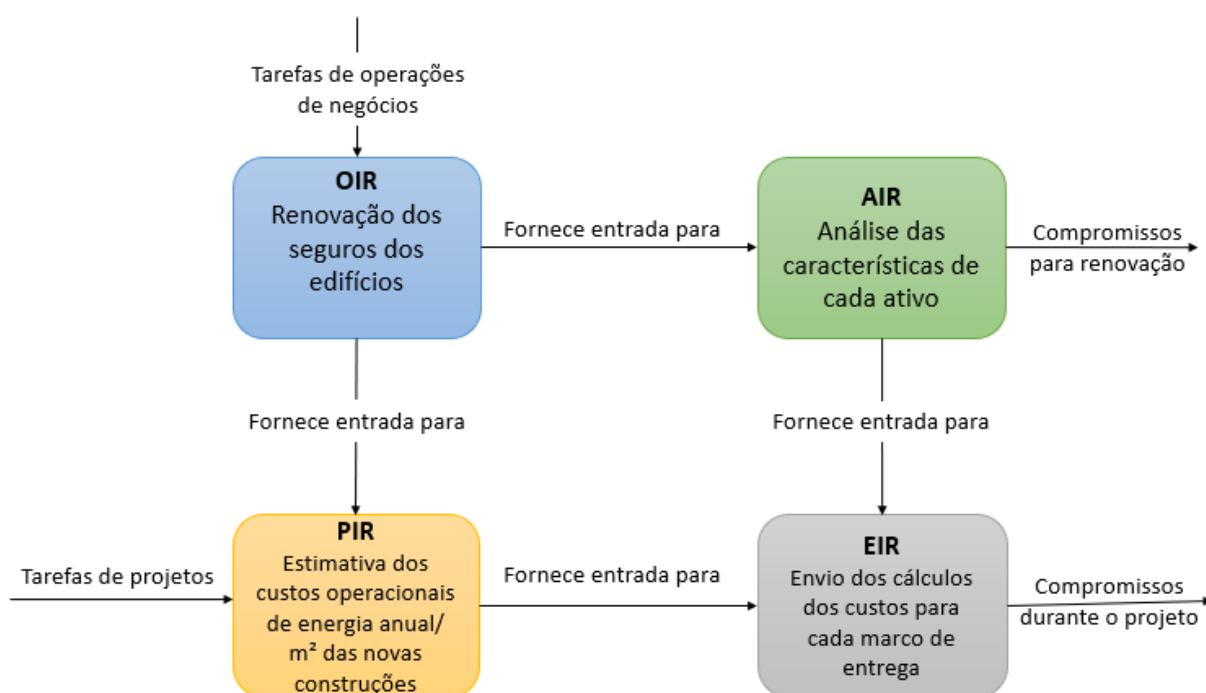 Tarefas de operações
de negócios
OIR
Renovação dos
seguros dos
edifícios
Fornece entrada para
AIR
Análise das
características de
cada ativo
Compromissos
para renovação
Fornece entrada para
Fornece entrada para
Tarefas de projetos
PIR
Estimativa dos
custos operacionais
de energia anual/
m² das novas
construções
Fornece entrada para
EIR
Envio dos cálculos
dos custos para
cada marco de
entrega
Compromissos
durante o projeto